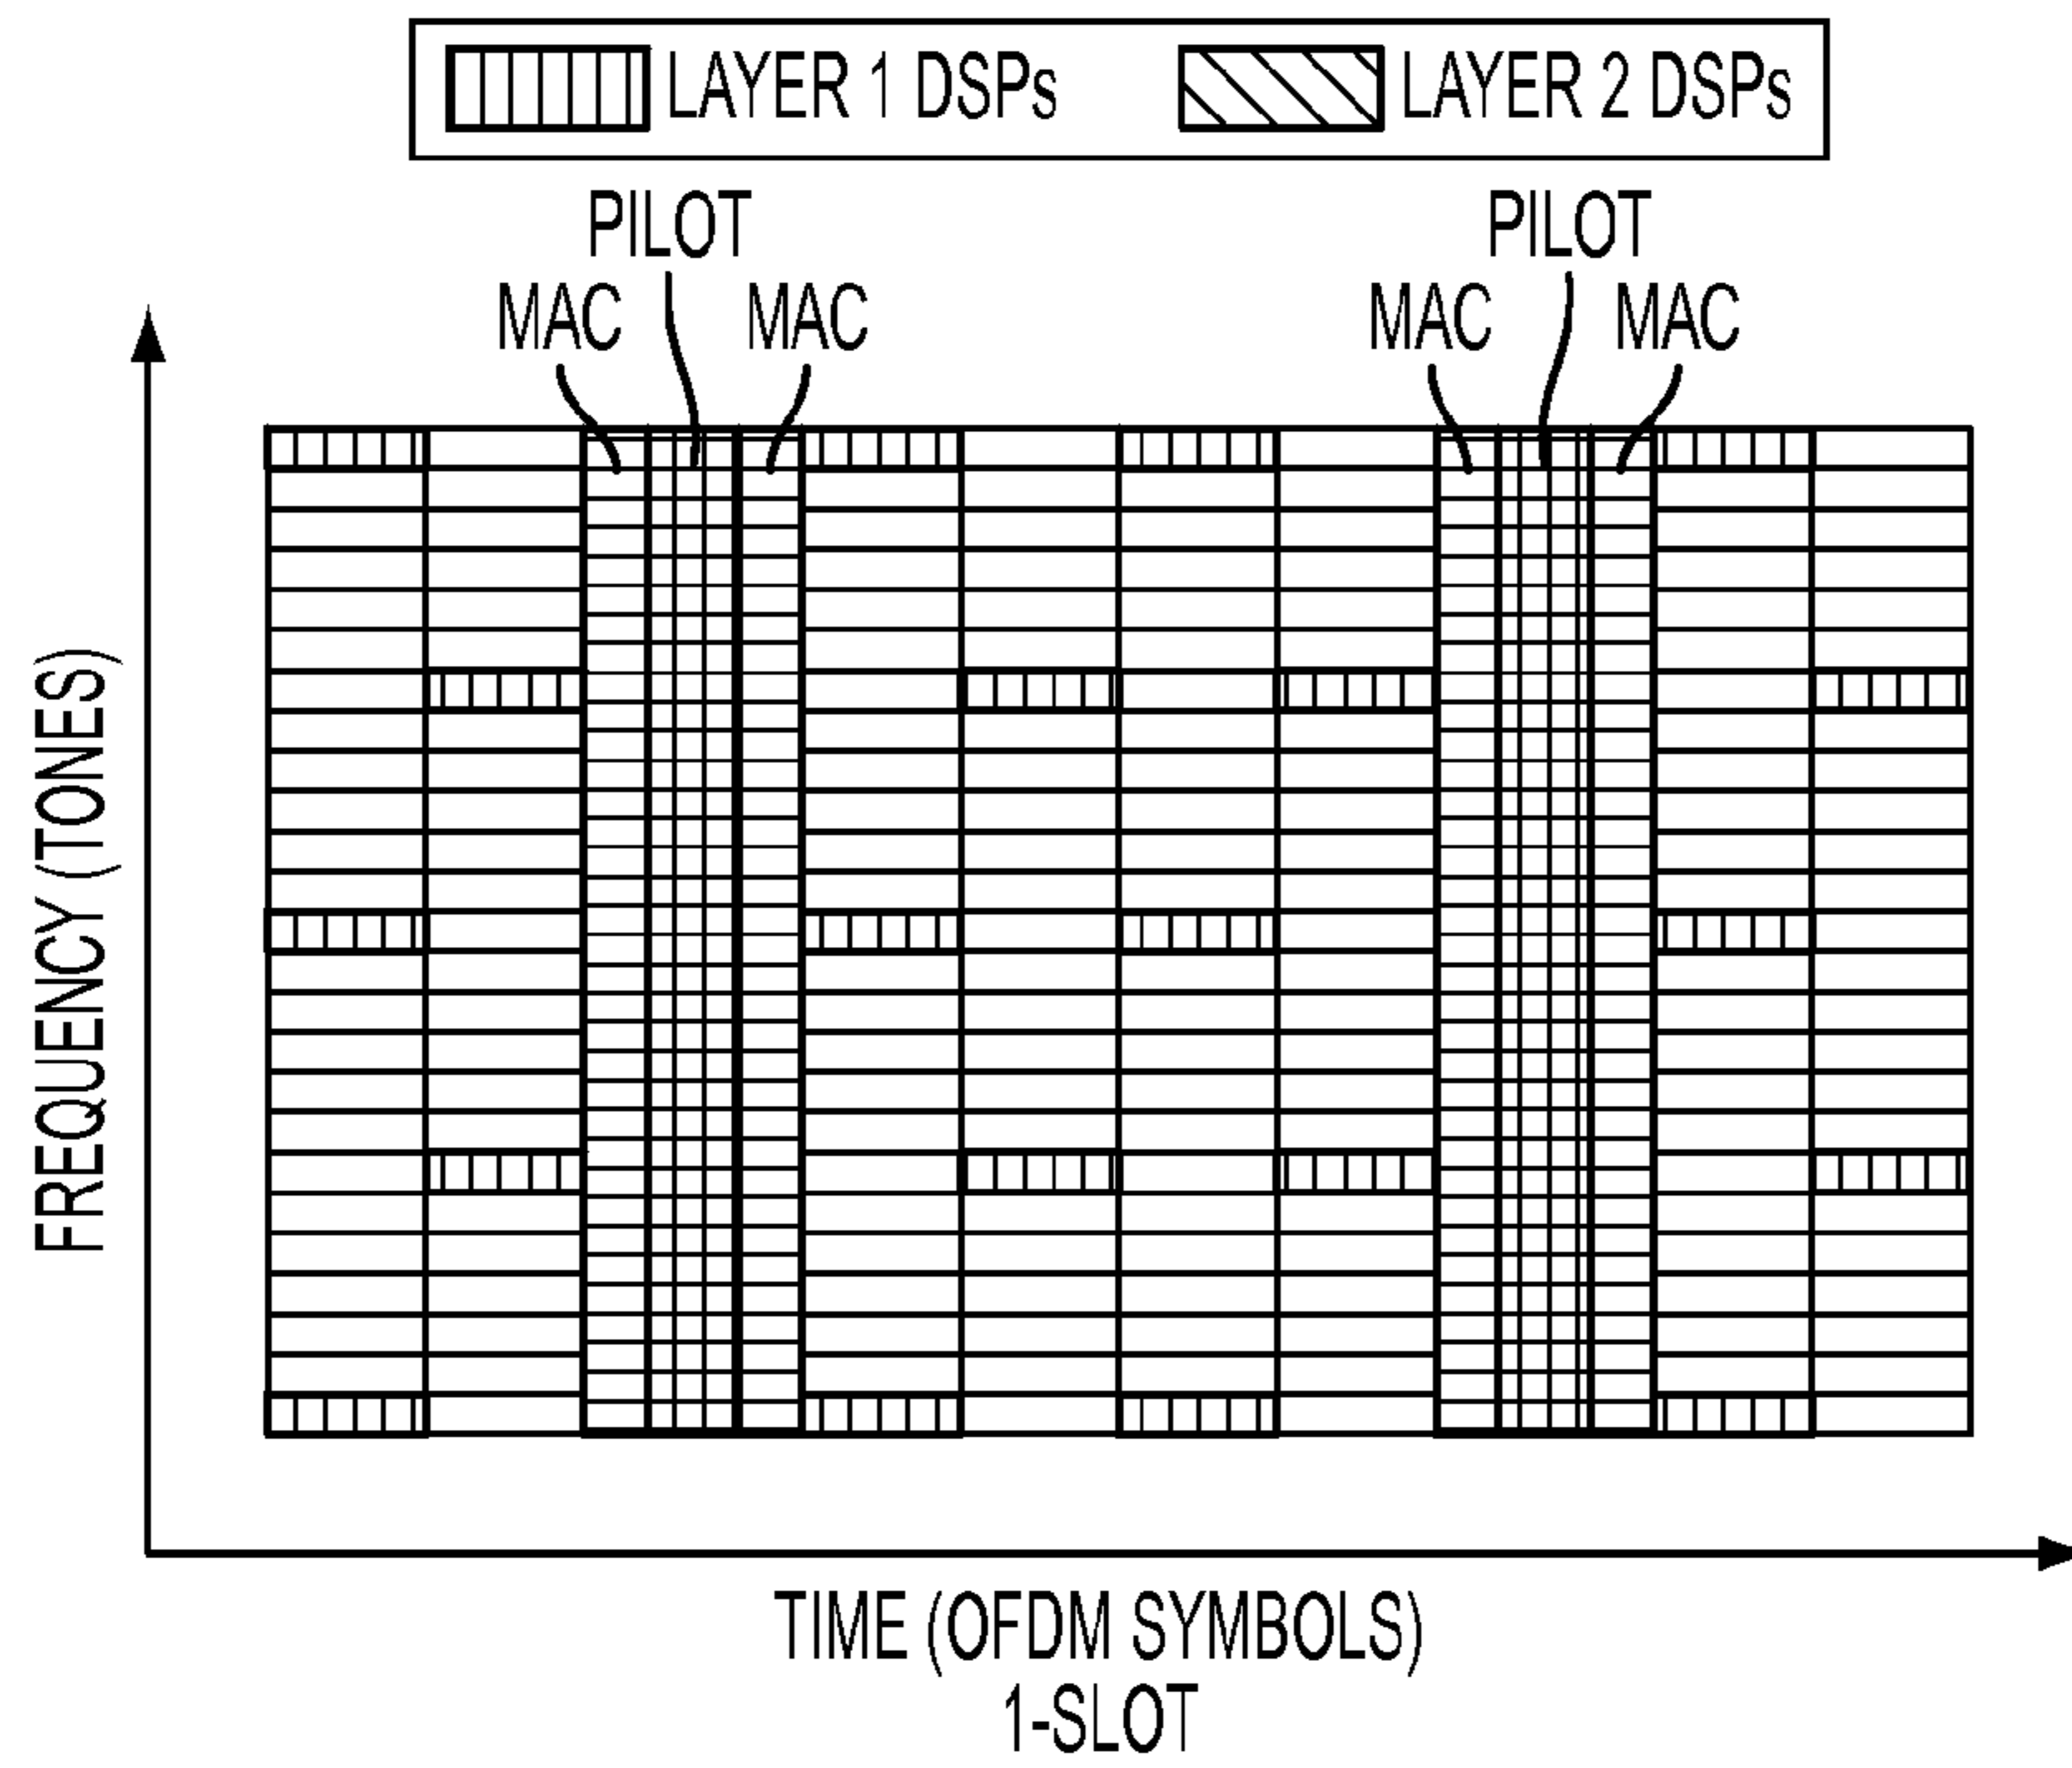 LAYER 1 DSPs LAYER 2 DSPs
PILOT PILOT
MAC MAC MAC MAC
FREQUENCY (TONES)
TIME (OFDM SYMBOLS)
1-SLOT